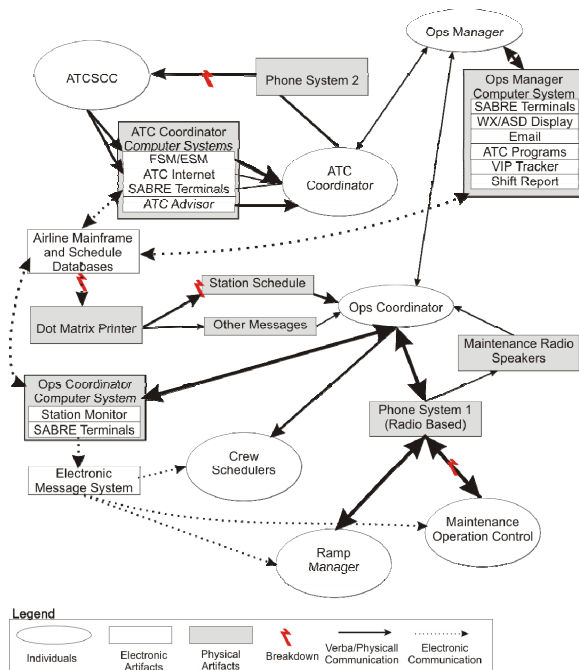 Ops Manager
ATCSCC
Phone System 2
Ops Manager
Computer System
SABRE Terminals
WX/ASD Display
Email
ATC Programs
VIP Tracker
Shift Report
ATC Coordinator
Computer Systems
FSM/ESM
ATC Internet
SABRE Terminals
ATC Advisor
ATC
Coordinator
Airline Mainframe
and Schedule
Databases
Station Schedule
Ops Coordinator
Dot Matrix Printer
Other Messages
Maintenance Radio
Speakers
Ops Coordinator
Computer System
Station Monitor
SABRE Terminals
Phone System 1
(Radio Based)
Crew
Schedulers
Electronic
Message System
Maintenance
Operation Control
Ramp
Manager
Legend
Individuals
Electronic
Artifacts
Physical
Artifacts
Breakdown
Verba/Physicall
Communication
Electronic
Communication